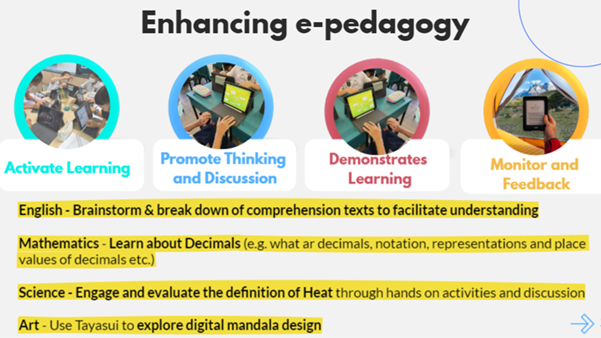 Enhancing e-pedagogy
Activate Learning
Promote Thinking
and Discussion
Demonstrates
Learning
Monitor and
Feedback
English - Brainstorm & break down of comprehension texts to facilitate understanding
Mathematics - Learn about Decimals (e.g. what ar decimals, notation, representations and place
values of decimals etc.)
Science - Engage and evaluate the definition of Heat through hands on activities and discussion
Art - Use Tayasui to explore digital mandala design